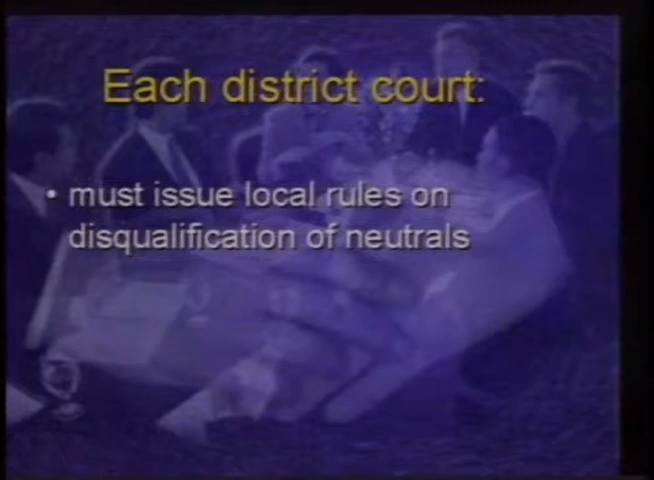 Each district court:
• must issue local rules on
disqualification of neutrals